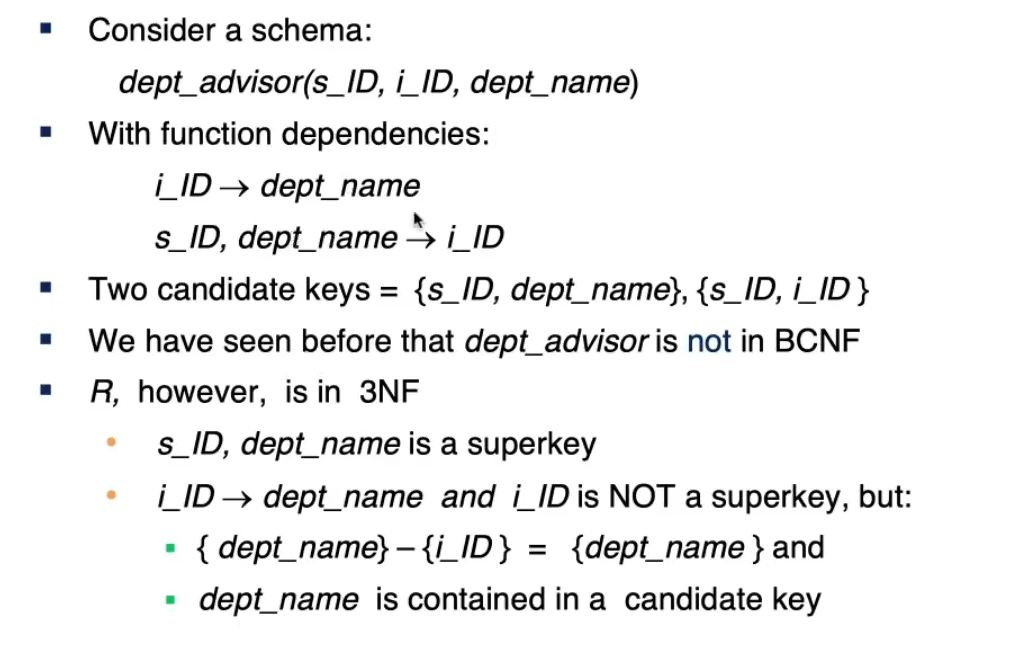 Consider a schema:
dept_advisor(s_ID, i_ID, dept_name)
With function dependencies:
i_ID → dept_name
s_ID, dept_name → i_ID
Two candidate keys = {s_ID, dept_name}, {s_ID, i_ID }
We have seen before that dept_advisor is not in BCNF
R, however, is in 3NF
s_ID, dept_name is a superkey
i_ID → dept_name and i_ID is NOT a superkey, but:
{ dept_name} – {i_ID } = {dept_name } and
dept_name is contained in a candidate key